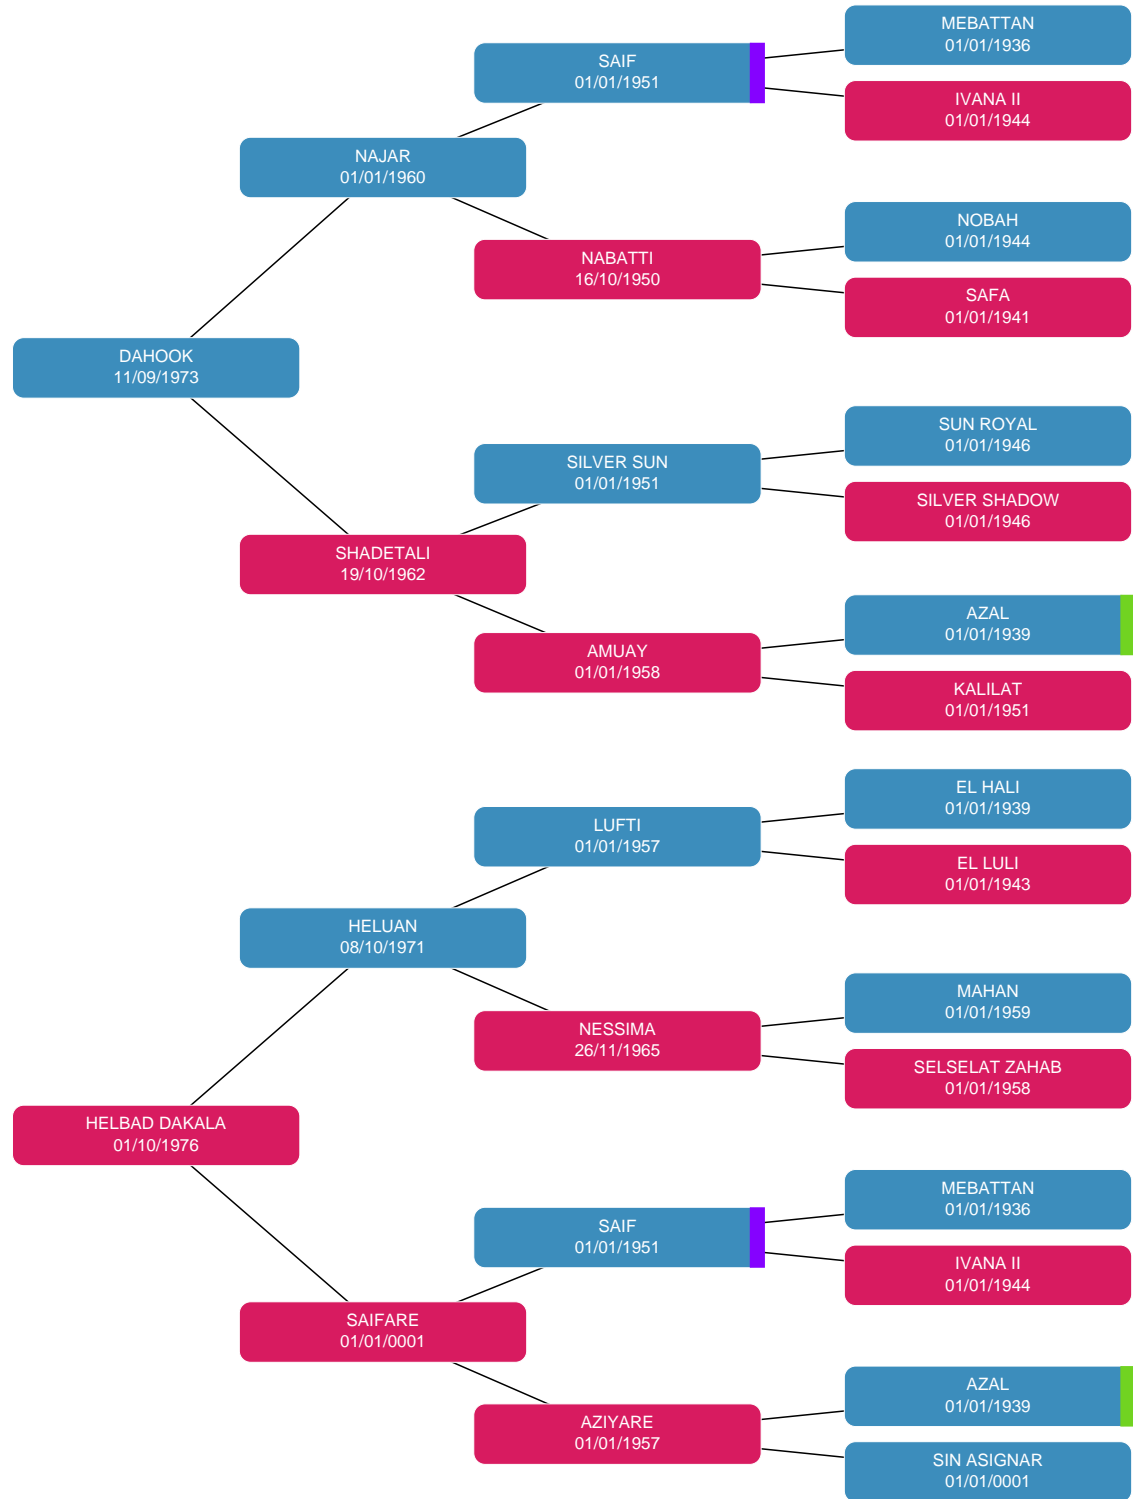 MEBATTAN
01/01/1936
SAIF
01/01/1951
IVANA II
01/01/1944
NAJAR
01/01/1960
NOBAH
01/01/1944
NABATTI
16/10/1950
SAFA
01/01/1941
DAHOOK
11/09/1973
SUN ROYAL
01/01/1946
SILVER SUN
01/01/1951
SILVER SHADOW
01/01/1946
SHADETALI
19/10/1962
AZAL
01/01/1939
AMUAY
01/01/1958
KALILAT
01/01/1951
EL HALI
01/01/1939
LUFTI
01/01/1957
EL LULI
01/01/1943
HELUAN
08/10/1971
MAHAN
01/01/1959
NESSIMA
26/11/1965
SELSELAT ZAHAB
01/01/1958
HELBAD DAKALA
01/10/1976
MEBATTAN
01/01/1936
SAIF
01/01/1951
IVANA II
01/01/1944
SAIFARE
01/01/0001
AZAL
01/01/1939
AZIYARE
01/01/1957
SIN ASIGNAR
01/01/0001